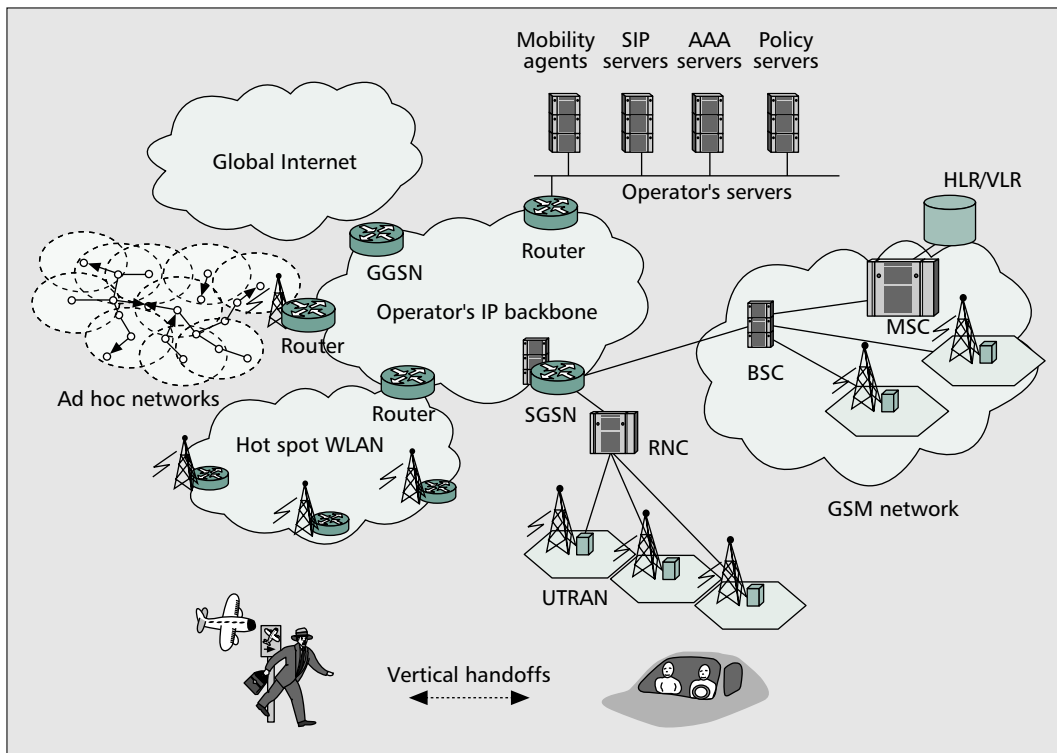 Mobility
agents
SIP
servers
AAA
servers
Policy
servers
Global Internet
Operator's servers
HLR/VLR
Router
GGSN
Operator's IP backbone
MSC
Router
BSC
Ad hoc networks
Router
SGSN
Hot spot WLAN
RNC
GSM network
UTRAN
Vertical handoffs